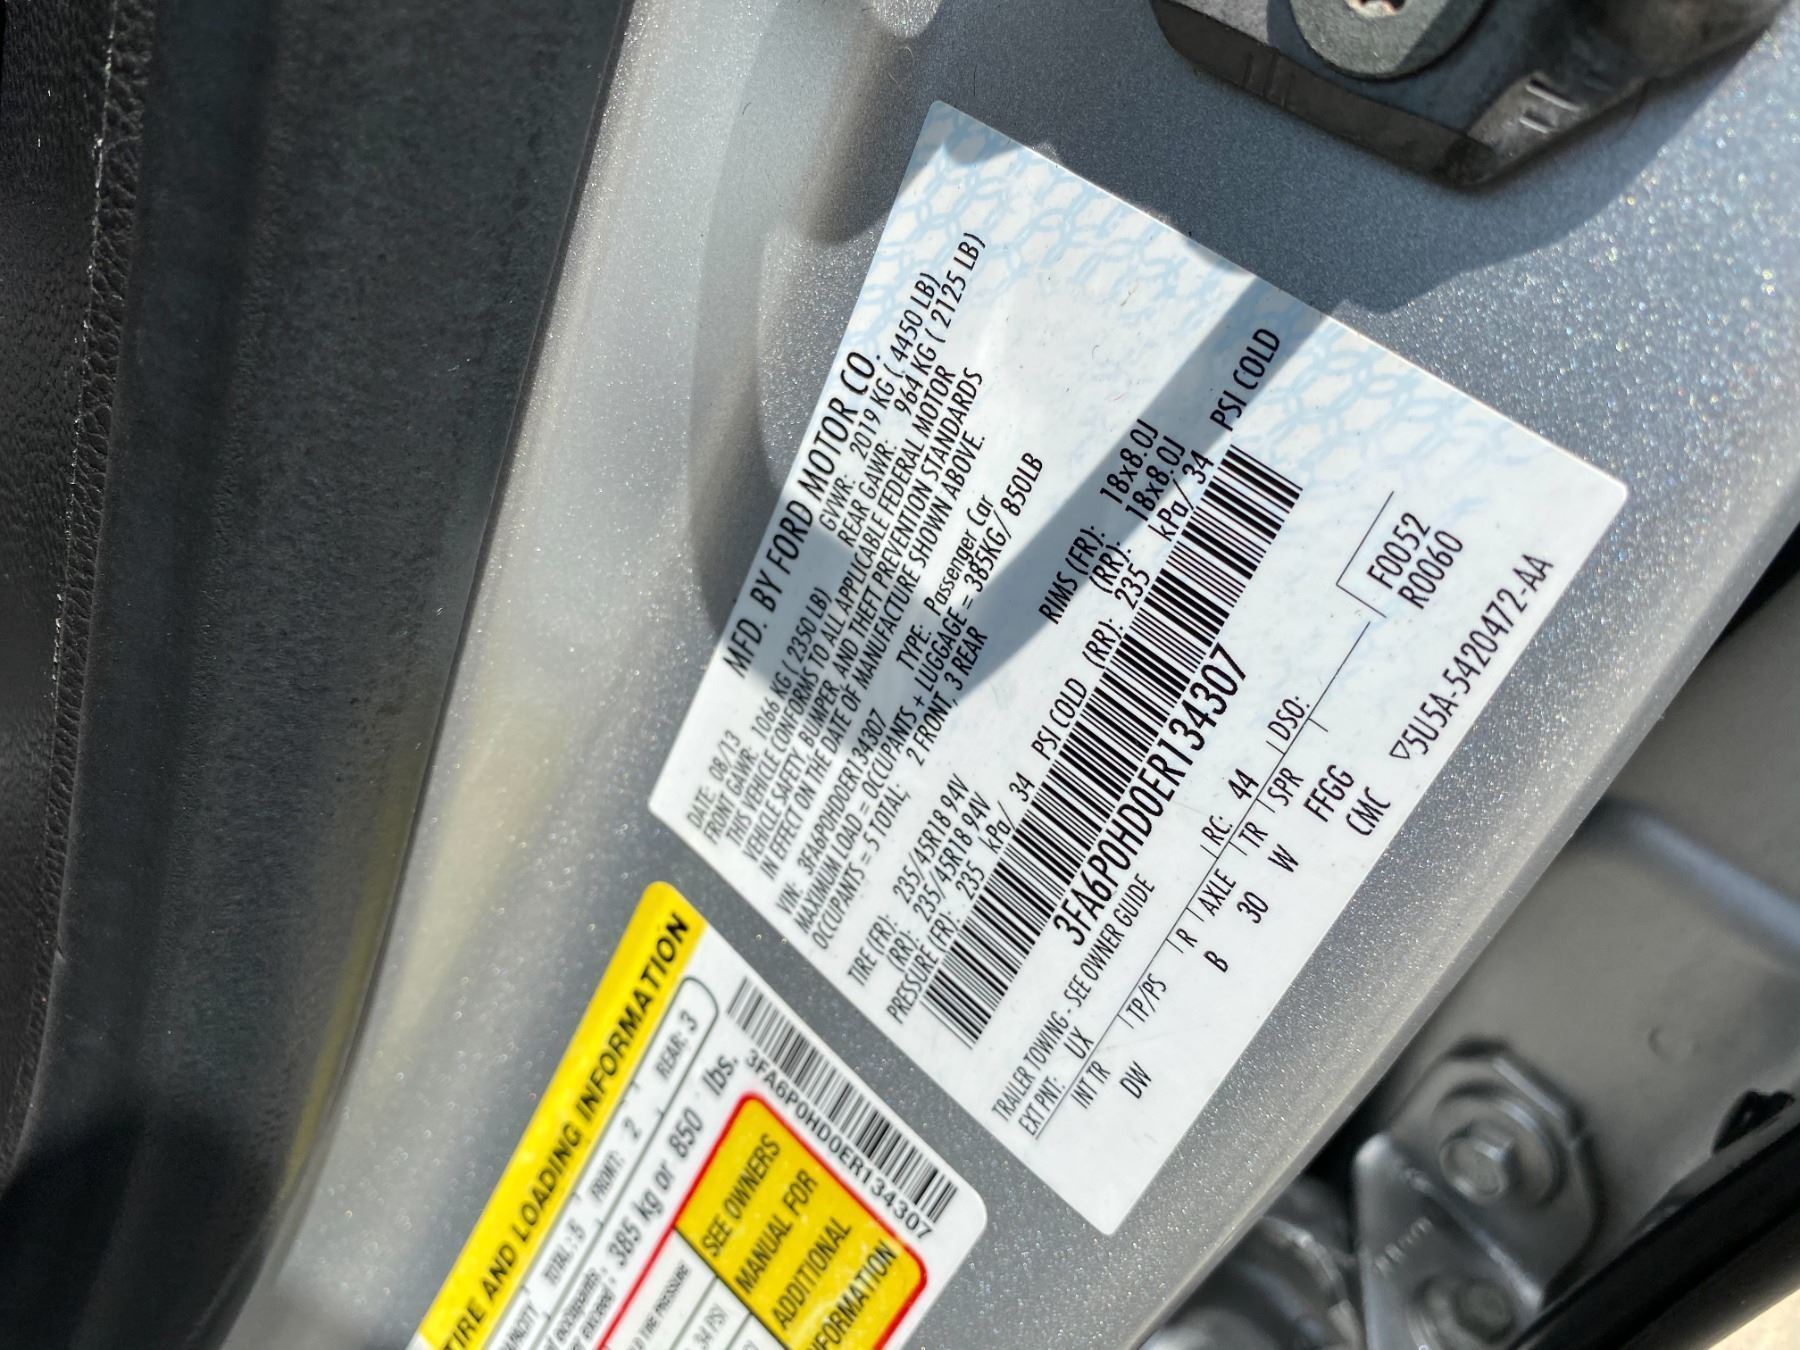 MFD. BY FORD MOTOR CO.
DATE: 08/13 GVWR: 2019 KG ( 4450 LB)
FRONT GAWR: 1066 KG ( 2350 LB) REAR GAWR: 964 KG ( 2125 LB)
THIS VEHICLE CONFORMS TO ALL APPLICABLE FEDERAL MOTOR
VEHICLE SAFETY, BUMPER, AND THEFT PREVENTION STANDARDS
IN EFFECT ON THE DATE OF MANUFACTURE SHOWN ABOVE.
VIN: 3FA6P0HD0ER134307 TYPE: Passenger Car
MAXIMUM LOAD = OCCUPANTS + LUGGAGE = 385KG/ 850LB
OCCUPANTS = 5 TOTAL; 2 FRONT, 3 REAR
TIRE (FR): 235/45R18 94V RIMS (FR): 18x8.0J
(RR): 235/45R18 94V (RR): 18x8.0J
PRESSURE (FR): 235 kPa/ 34 PSI COLD (RR): 235 kPa/ 34 PSI COLD
3FA6P0HD0ER134307
TRAILER TOWING - SEE OWNER GUIDE
EXT PNT: UX RC: 44 DSO: F0052
R0060
INT TR TP/PS R AXLE TR SPR
DW B 30 W FFGG
CMC
▽5U5A-5420472-AA
TIRE AND LOADING INFORMATION
TOTAL: 5 FRONT: 2 REAR: 3
exceed : 385 kg or 850 lbs.
3FA6P0HD0ER134307
34 PSI
SEE OWNERS
MANUAL FOR
ADDITIONAL
INFORMATION